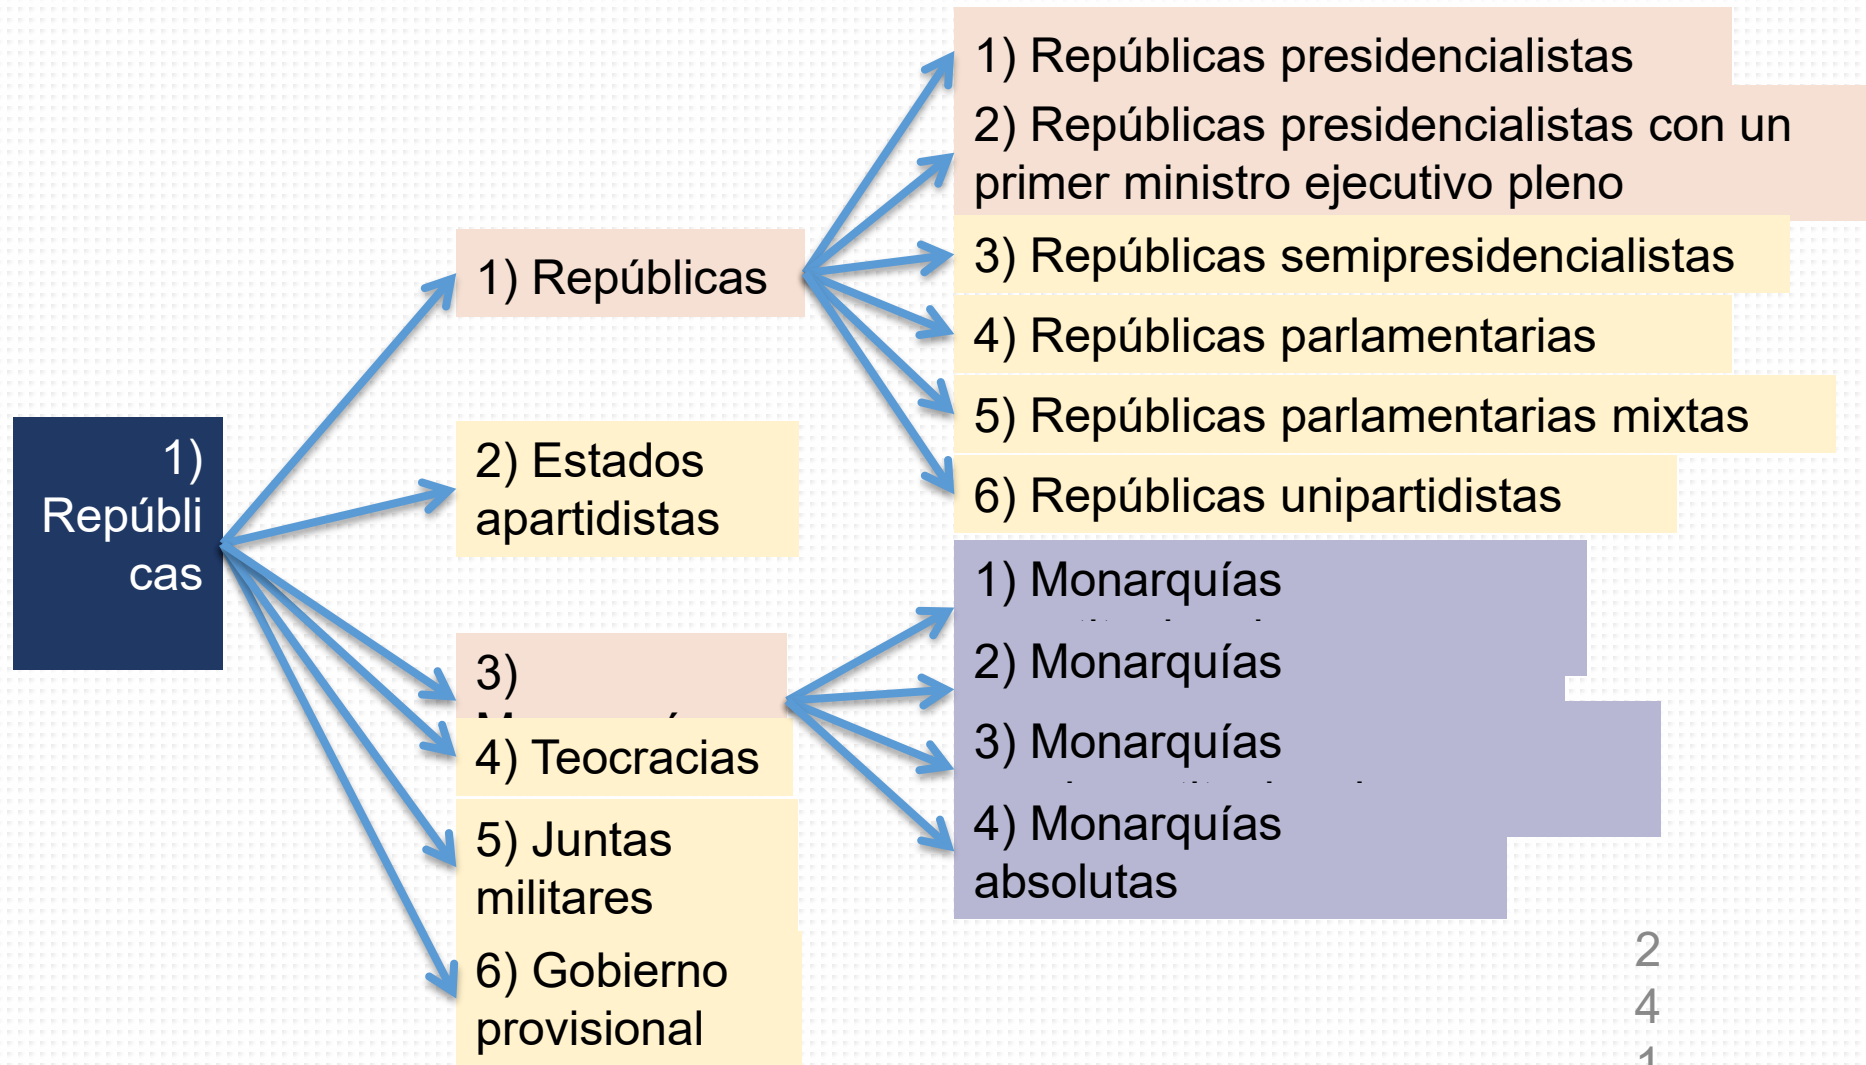 1)
Repúbli
cas
1) Repúblicas
2) Estados
apartidistas
3)
4) Teocracias
5) Juntas
militares
6) Gobierno
provisional
1) Repúblicas presidencialistas
2) Repúblicas presidencialistas con un
primer ministro ejecutivo pleno
3) Repúblicas semipresidencialistas
4) Repúblicas parlamentarias
5) Repúblicas parlamentarias mixtas
6) Repúblicas unipartidistas
1) Monarquías
2) Monarquías
3) Monarquías
4) Monarquías
absolutas
2
4
1